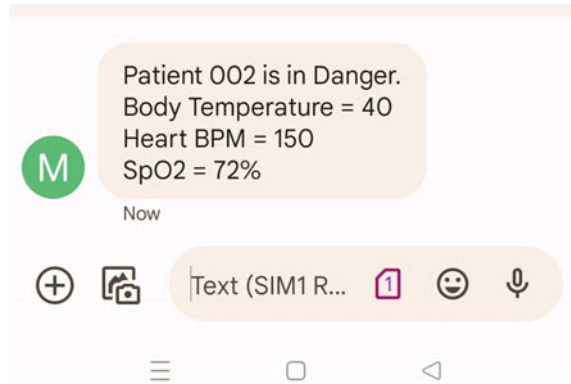 Patient 002 is in Danger.
Body Temperature = 40
Heart BPM = 150
SpO2 = 72%
M
Now
Text (SIM1 R...
1